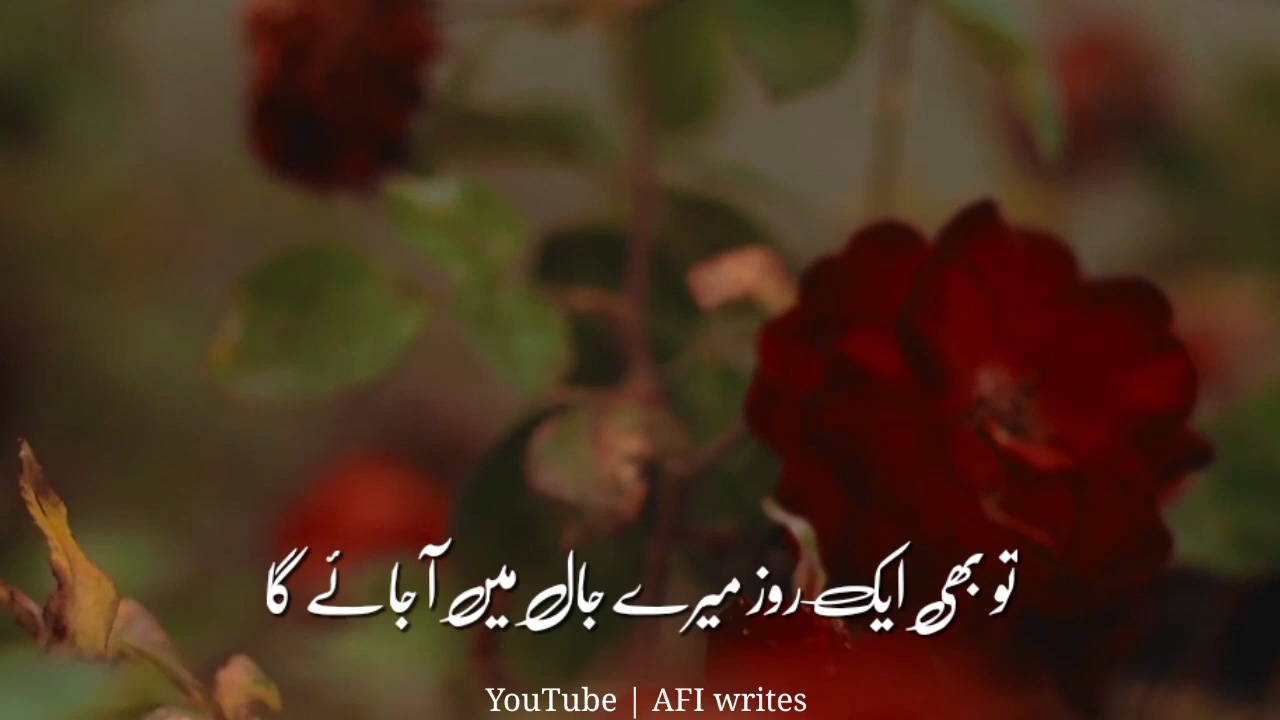 تو بھی ایک روز میرے جال میں آ جائے گا
YouTube | AFI writes